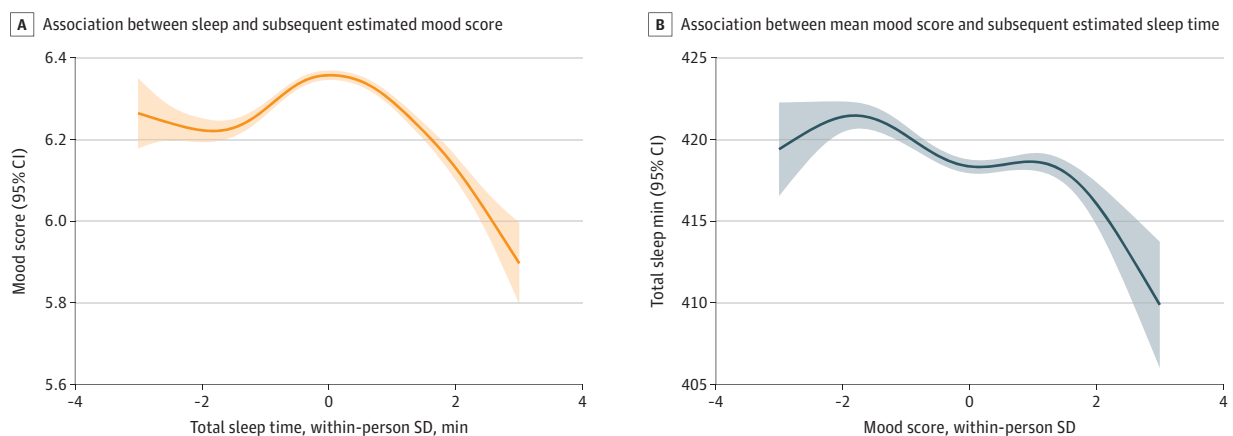 A Association between sleep and subsequent estimated mood score
6.4
6.2
6.0
5.8
5.6
Mood score (95% CI)
−4 −2 0 2 4
Total sleep time, within-person SD, min
B Association between mean mood score and subsequent estimated sleep time
425
420
415
410
405
Total sleep min (95% CI)
−4 −2 0 2 4
Mood score, within-person SD